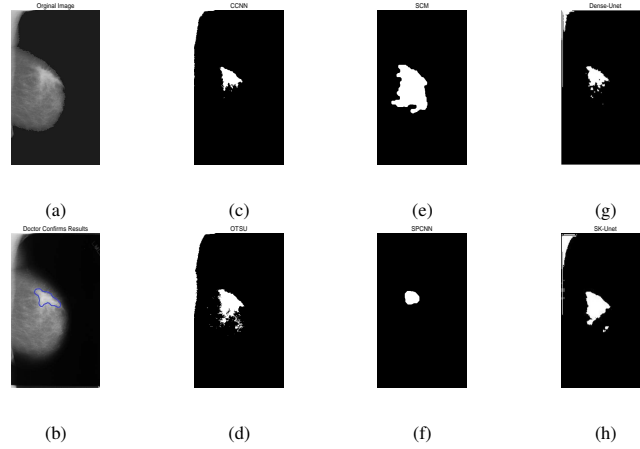 Orginal Image
CCNN
SCM
Dense-Unet
(a)
(c)
(e)
(g)
Doctor Confirms Results
OTSU
SPCNN
SK-Unet
(b)
(d)
(f)
(h)